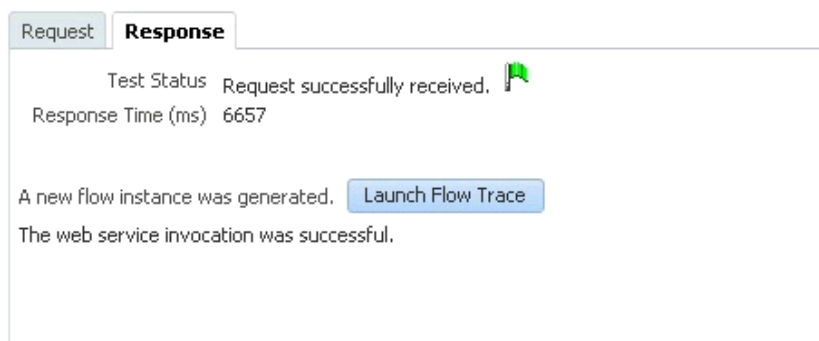 Request Response
Test Status Request successfully received.
Response Time (ms) 6657
A new flow instance was generated. Launch Flow Trace
The web service invocation was successful.